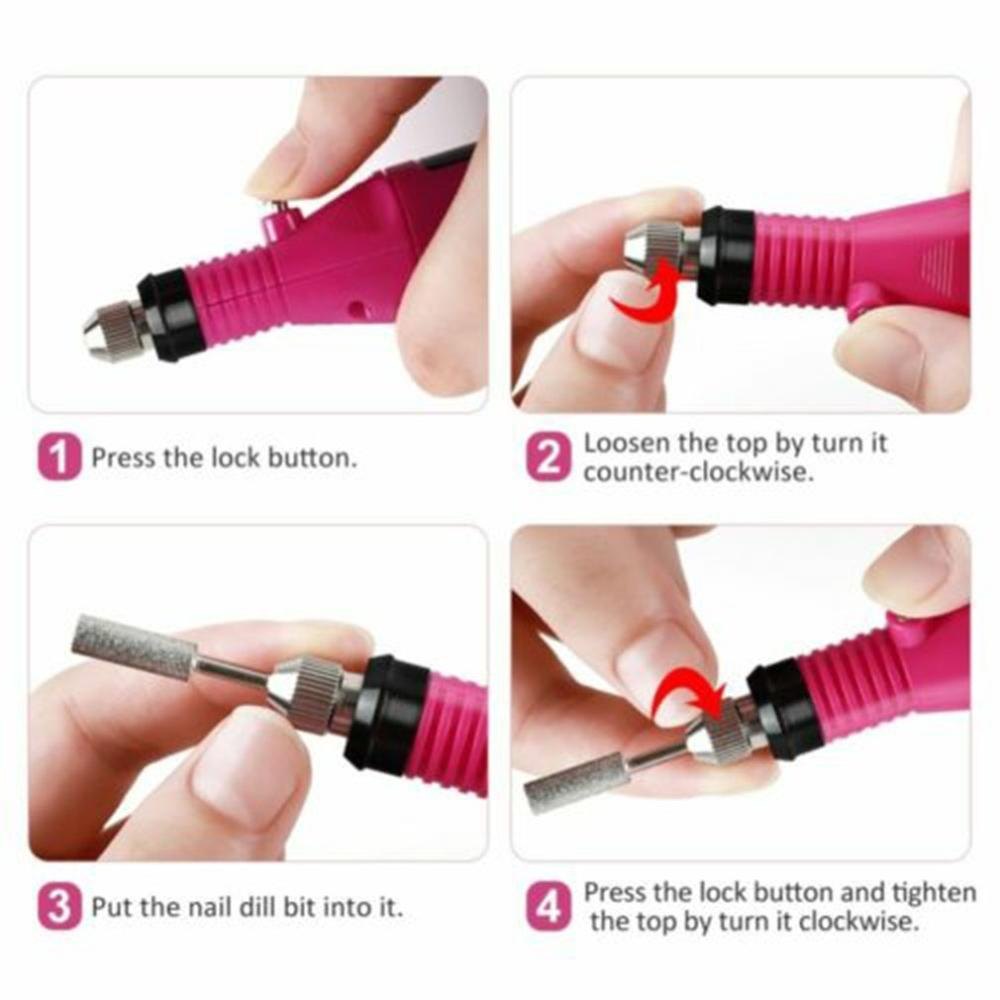 1 Press the lock button.
2 Loosen the top by turn it
counter-clockwise.
3 Put the nail dill bit into it.
4 Press the lock button and tighten
the top by turn it clockwise.